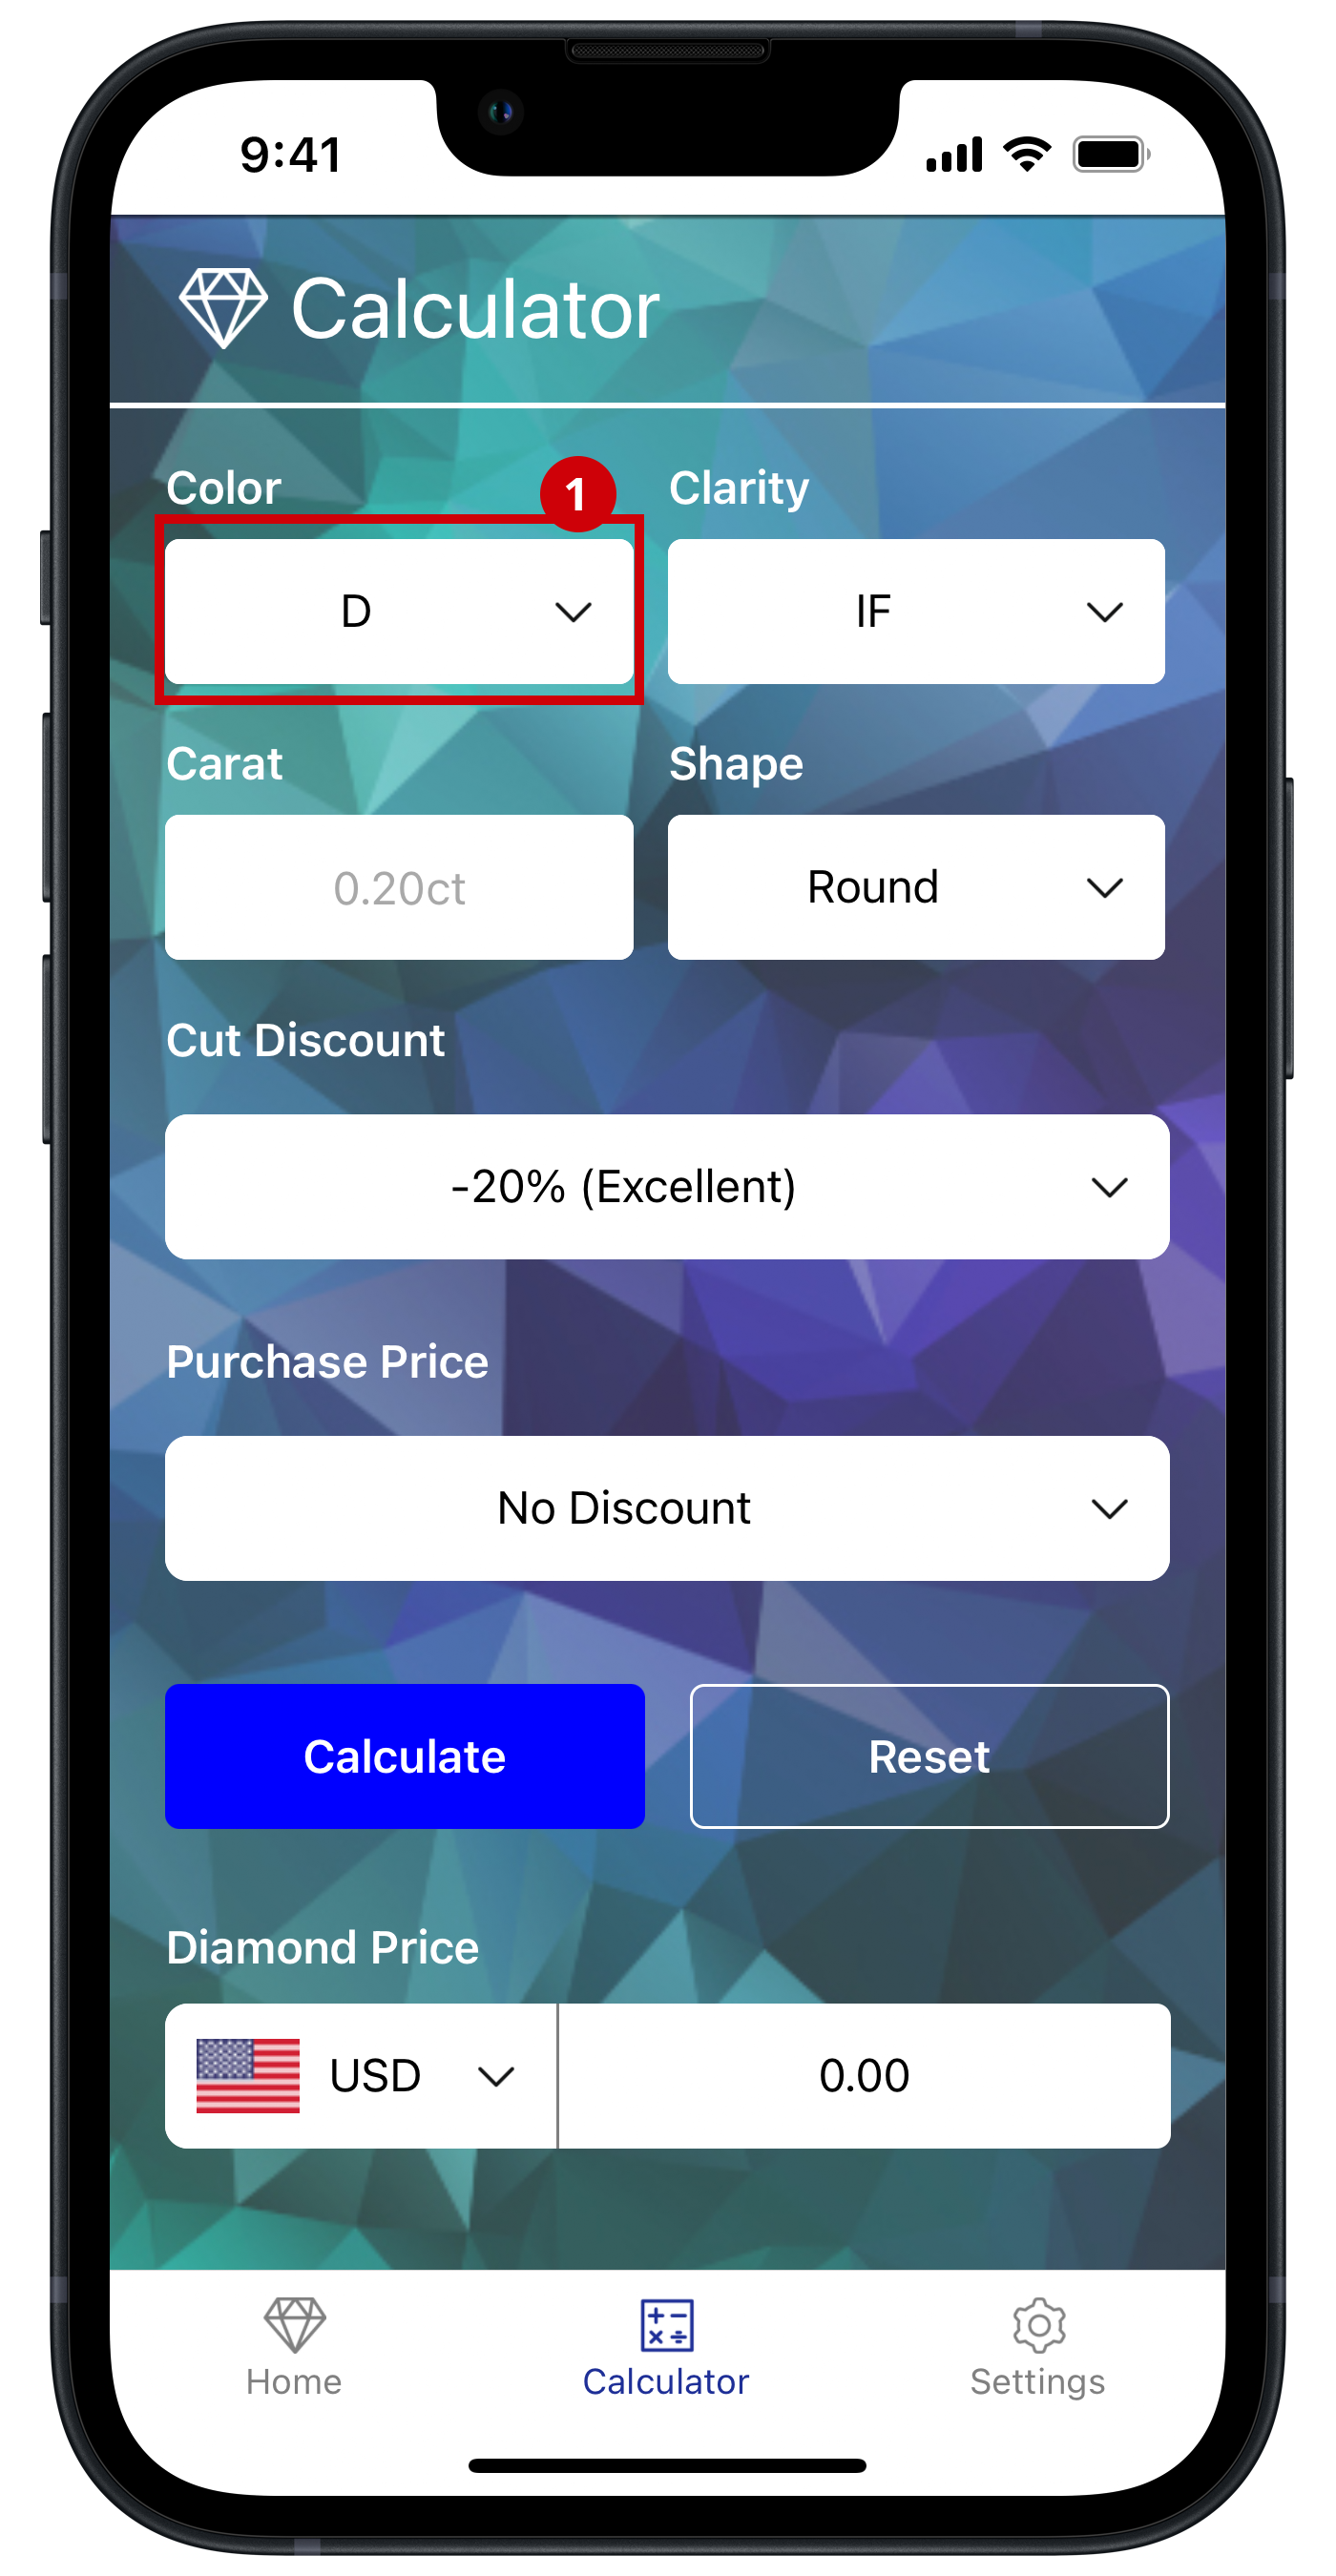 9:41
Calculator
Color
1
Clarity
D
IF
Carat
Shape
0.20ct
Round
Cut Discount
-20% (Excellent)
Purchase Price
No Discount
Calculate
Reset
Diamond Price
USD
0.00
Home
Calculator
Settings